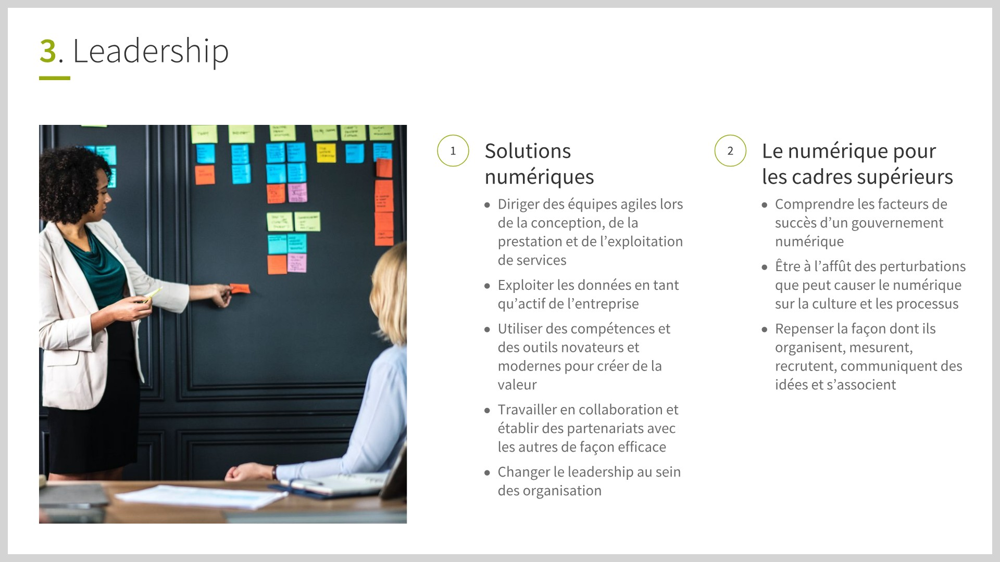 3. Leadership
1
Solutions
numériques
• Diriger des équipes agiles lors
de la conception, de la
prestation et de l’exploitation
de services
• Exploiter les données en tant
qu’actif de l’entreprise
• Utiliser des compétences et
des outils novateurs et
modernes pour créer de la
valeur
• Travailler en collaboration et
établir des partenariats avec
les autres de façon efficace
• Changer le leadership au sein
des organisation
2
Le numérique pour
les cadres supérieurs
• Comprendre les facteurs de
succès d’un gouvernement
numérique
• Être à l’affût des perturbations
que peut causer le numérique
sur la culture et les processus
• Repenser la façon dont ils
organisent, mesurent,
recrutent, communiquent des
idées et s’associent